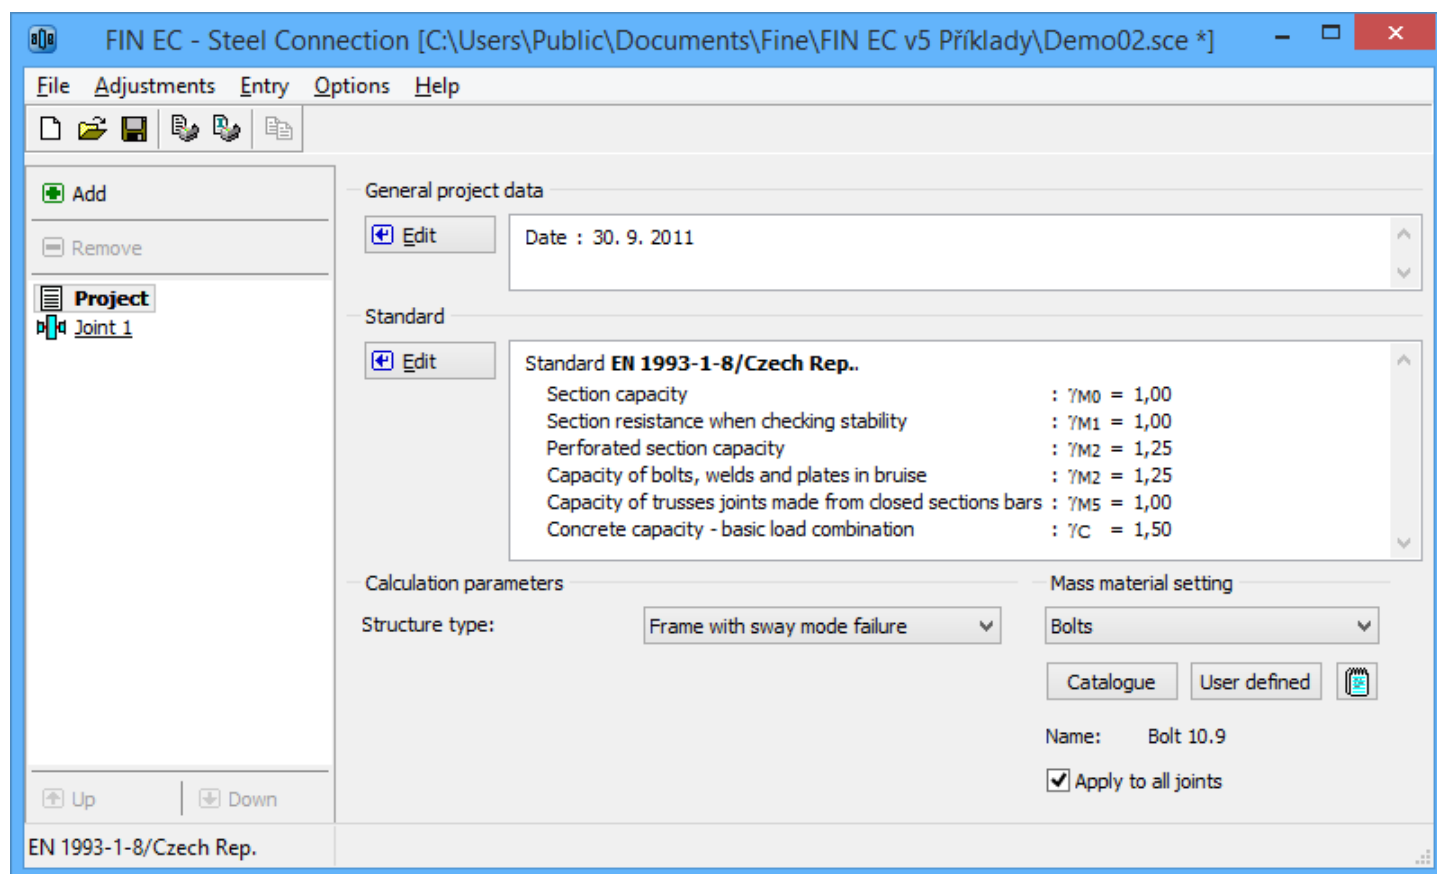 FIN EC - Steel Connection [C:\Users\Public\Documents\Fine\FIN EC v5 Příklady\Demo02.sce *]
File Adjustments Entry Options Help
Add
Remove
Project
Joint 1
Up Down
General project data
Edit
Date : 30. 9. 2011
Standard
Edit
Standard EN 1993-1-8/Czech Rep..
Section capacity : γM0 = 1,00
Section resistance when checking stability : γM1 = 1,00
Perforated section capacity : γM2 = 1,25
Capacity of bolts, welds and plates in bruise : γM2 = 1,25
Capacity of trusses joints made from closed sections bars : γM5 = 1,00
Concrete capacity - basic load combination : γC = 1,50
Calculation parameters
Structure type: Frame with sway mode failure
Mass material setting
Bolts
Catalogue User defined
Name: Bolt 10.9
Apply to all joints
EN 1993-1-8/Czech Rep.